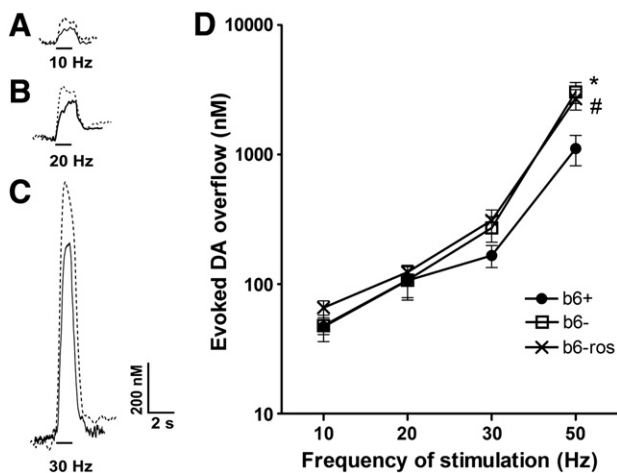 A
10 Hz
B
20 Hz
C
30 Hz
200 nM
2 s
D
Evoked DA overflow (nM)
10000
1000
100
10
*
#
b6+
b6-
b6-ros
10 20 30 50
Frequency of stimulation (Hz)